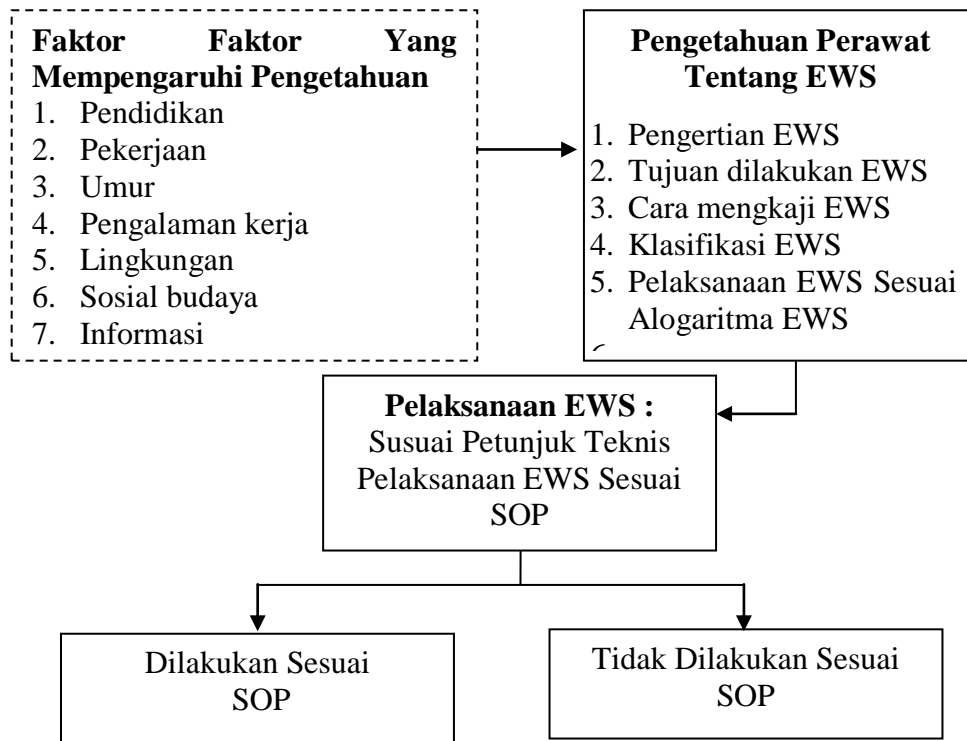 Faktor Faktor Yang
Mempengaruhi Pengetahuan
1. Pendidikan
2. Pekerjaan
3. Umur
4. Pengalaman kerja
5. Lingkungan
6. Sosial budaya
7. Informasi
Pengetahuan Perawat
Tentang EWS
1. Pengertian EWS
2. Tujuan dilakukan EWS
3. Cara mengkaji EWS
4. Klasifikasi EWS
5. Pelaksanaan EWS Sesuai
Alogaritma EWS
Pelaksanaan EWS :
Susuai Petunjuk Teknis
Pelaksanaan EWS Sesuai
SOP
Dilakukan Sesuai
SOP
Tidak Dilakukan Sesuai
SOP